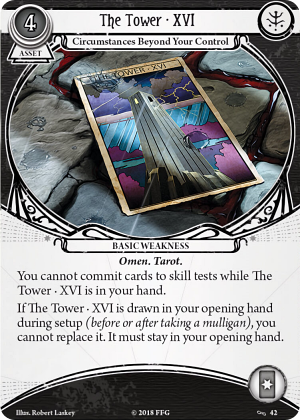 4
The Tower · XVI
ASSET
Circumstances Beyond Your Control
THE TOWER · XVI
BASIC WEAKNESS
Omen. Tarot.
You cannot commit cards to skill tests while The
Tower · XVI is in your hand.
If The Tower · XVI is drawn in your opening hand
during setup (before or after taking a mulligan), you
cannot replace it. It must stay in your opening hand.
Illus. Robert Laskey
© 2018 FFG
42